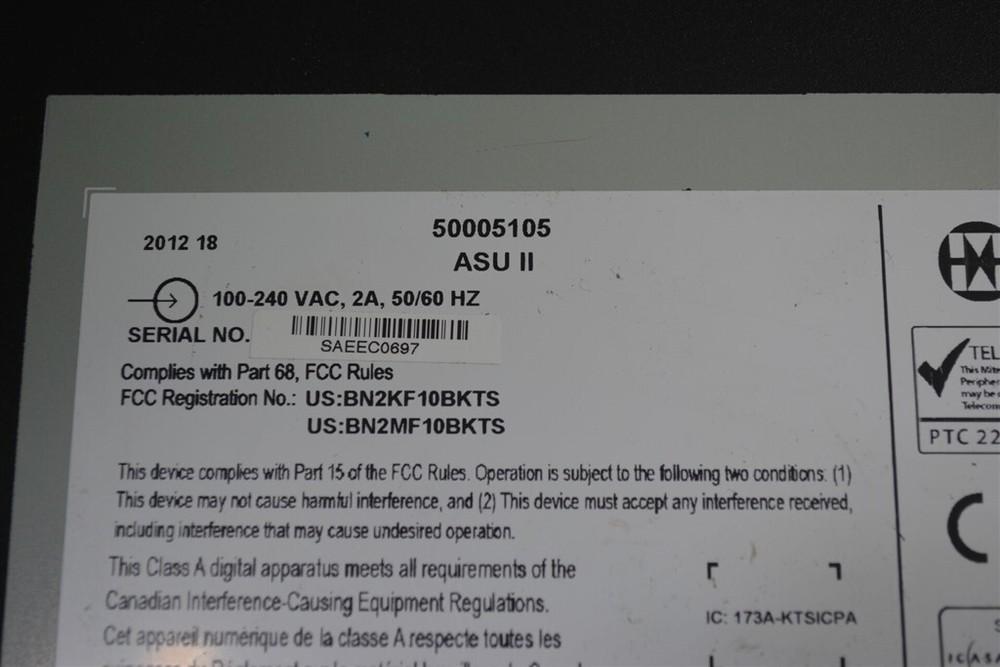 50005105
2012 18
ASU II
100-240 VAC, 2A, 50/60 HZ
SERIAL NO.
SAEEC0697
Complies with Part 68, FCC Rules
FCC Registration No.: US:BN2KF10BKTS
US:BN2MF10BKTS
This device complies with Part 15 of the FCC Rules. Operation is subject to the following two conditions. (1)
This device may not cause harmful interference, and (2) This device must accept any interference received,
including interference that may cause undesired operation.
This Class A digital apparatus meets all requirements of the
Canadian Interference-Causing Equipment Regulations.
Cet appareil numérique de la classe A respecte toutes les
IC: 173A-KTSICPA
TEL
This
may be
PTC 22